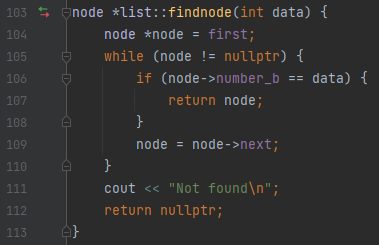 103 node *list::findnode(int data) {
104     node *node = first;
105     while (node != nullptr) {
106         if (node->number_b == data) {
107             return node;
108         }
109         node = node->next;
110     }
111     cout << "Not found\n";
112     return nullptr;
113 }